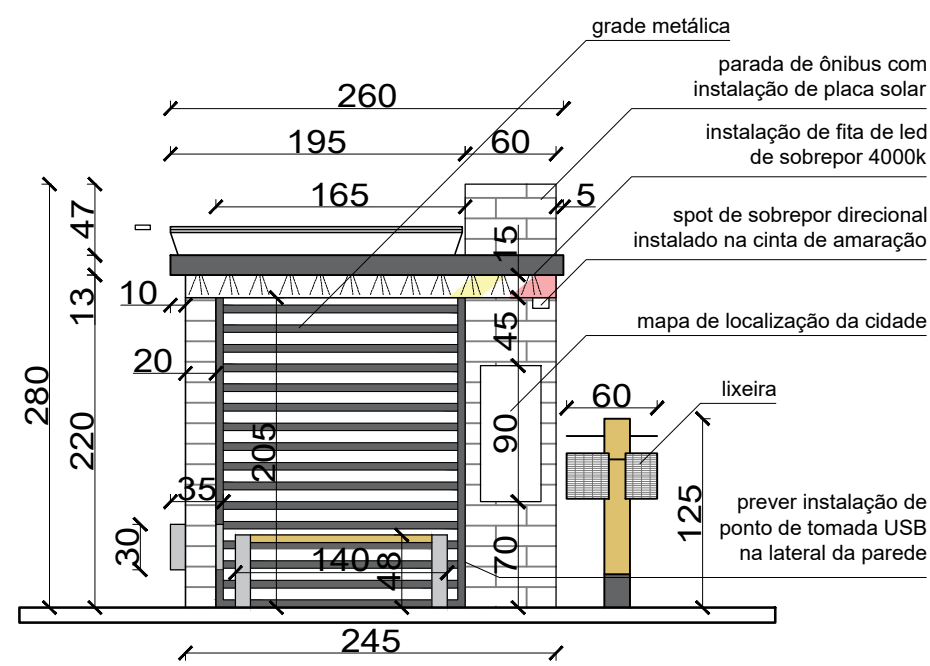 grade metálica
parada de ônibus com
instalação de placa solar
260
instalação de fita de led
de sobrepor 4000k
195
60
165
5
47
spot de sobrepor direcional
instalado na cinta de amaração
15
10
13
45
mapa de localização da cidade
20
280
lixeira
60
220
205
90
35
125
prever instalação de
ponto de tomada USB
na lateral da parede
30
140
48
70
245